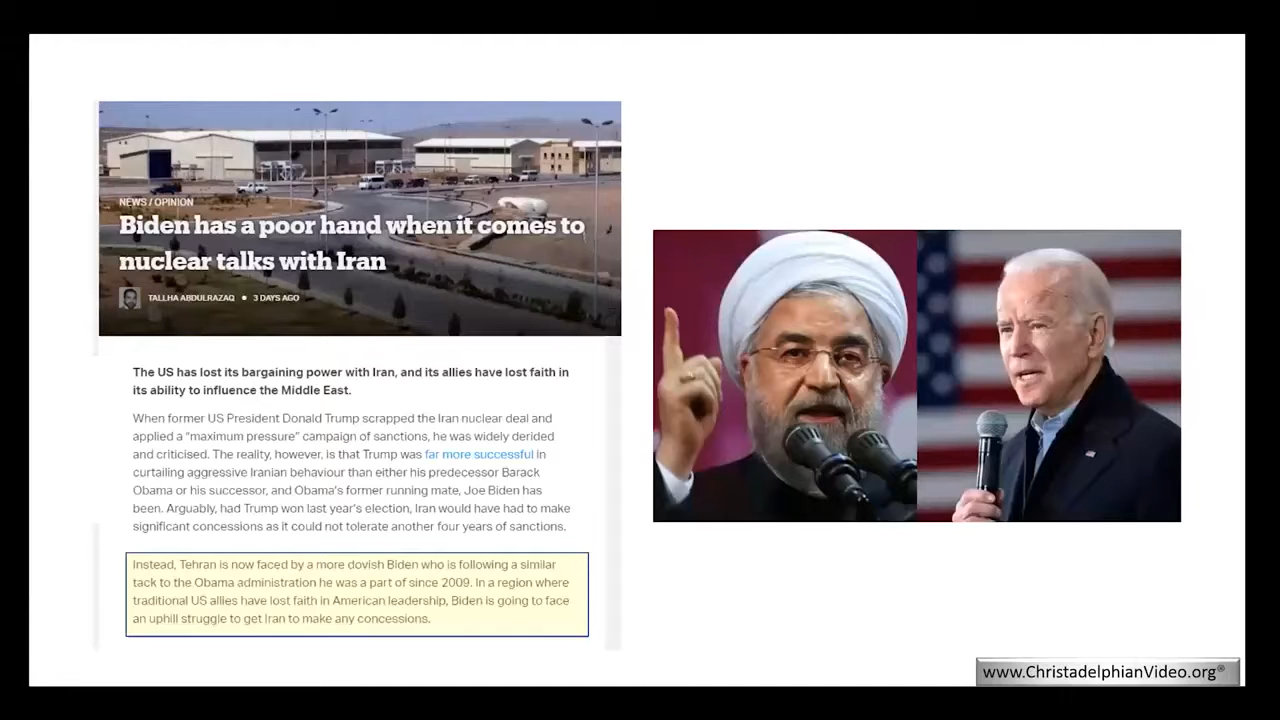 NEWS / OPINION
Biden has a poor hand when it comes to
nuclear talks with Iran
TALLHA ABDULRAZAQ • 3 DAYS AGO
The US has lost its bargaining power with Iran, and its allies have lost faith in
its ability to influence the Middle East.
When former US President Donald Trump scrapped the Iran nuclear deal and
applied a “maximum pressure” campaign of sanctions, he was widely derided
and criticised. The reality, however, is that Trump was far more successful in
curtailing aggressive Iranian behaviour than either his predecessor Barack
Obama or his successor, and Obama's former running mate, Joe Biden has
been. Arguably, had Trump won last year's election, Iran would have had to make
significant concessions as it could not tolerate another four years of sanctions.
Instead, Tehran is now faced by a more dovish Biden who is following a similar
tack to the Obama administration he was a part of since 2009. In a region where
traditional US allies have lost faith in American leadership, Biden is going to face
an uphill struggle to get Iran to make any concessions.
www.ChristadelphianVideo.org®